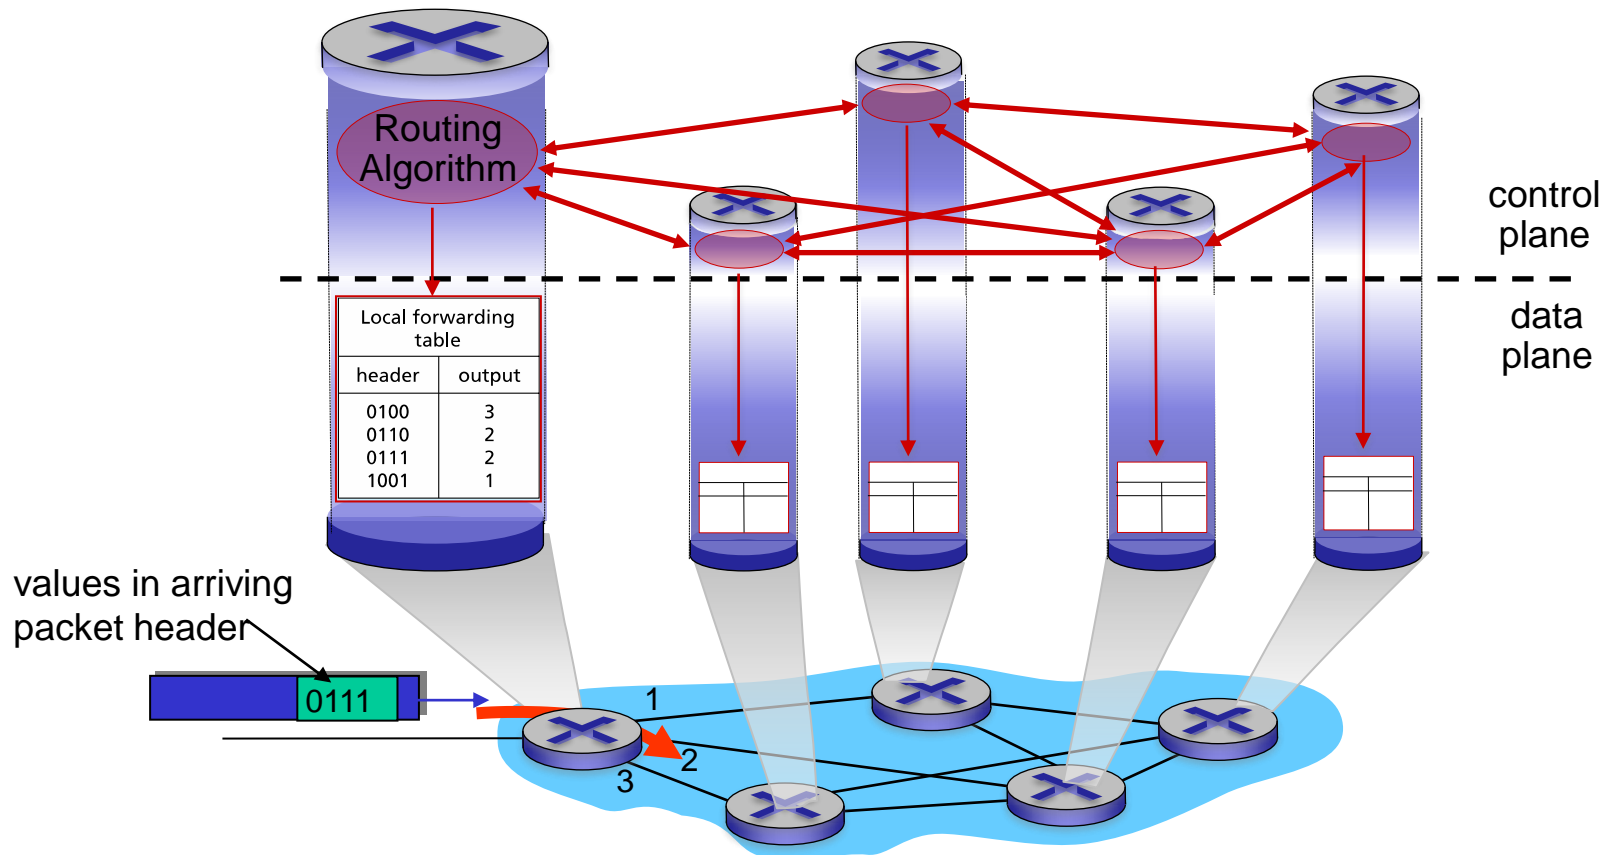 Routing
Algorithm
control
plane
data
plane
Local forwarding
table
header output
0100 3
0110 2
0111 2
1001 1
values in arriving
packet header
0111
1
2
3